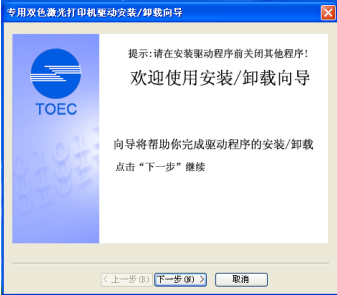 专用双色激光打印机驱动安装/卸载向导
提示:请在安装驱动程序前关闭其他程序!
欢迎使用安装/卸载向导
TOEC
向导将帮助你完成驱动程序的安装/卸载
点击“下一步”继续
< 上一步(B) 下一步(N) > 取消